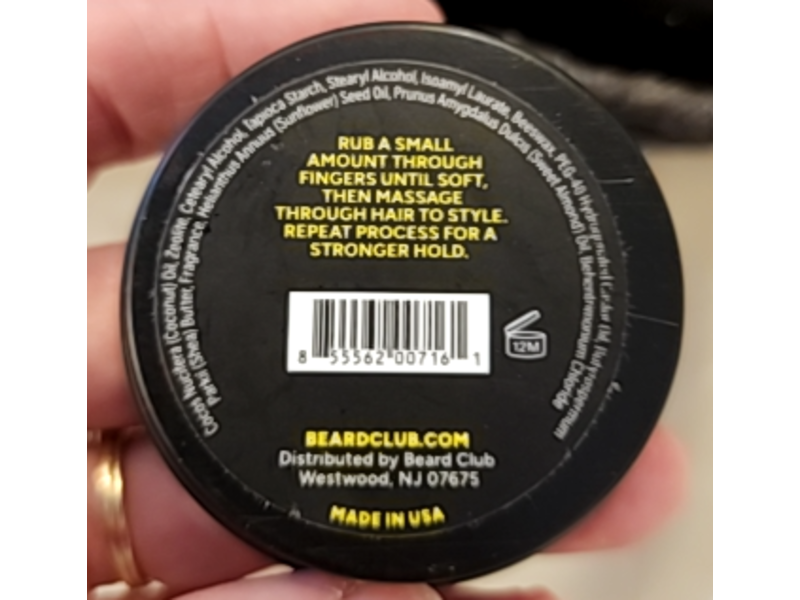 Cocos Nucifera (Coconut) Oil, Zeolite, Cetearyl Alcohol, Tapioca Starch, Stearyl Alcohol, Isoamyl Laurate, Beeswax, PEG-40 Hydrogenated Castor Oil, Butyrospermum
Parkii (Shea) Butter, Fragrance, Helianthus Annuus (Sunflower) Seed Oil, Prunus Amygdalus Dulcis (Sweet Almond) Oil, Behentrimonium Chloride
RUB A SMALL
AMOUNT THROUGH
FINGERS UNTIL SOFT,
THEN MASSAGE
THROUGH HAIR TO STYLE.
REPEAT PROCESS FOR A
STRONGER HOLD.
8 55562 00716 1
12M
BEARDCLUB.COM
Distributed by Beard Club
Westwood, NJ 07675
MADE IN USA